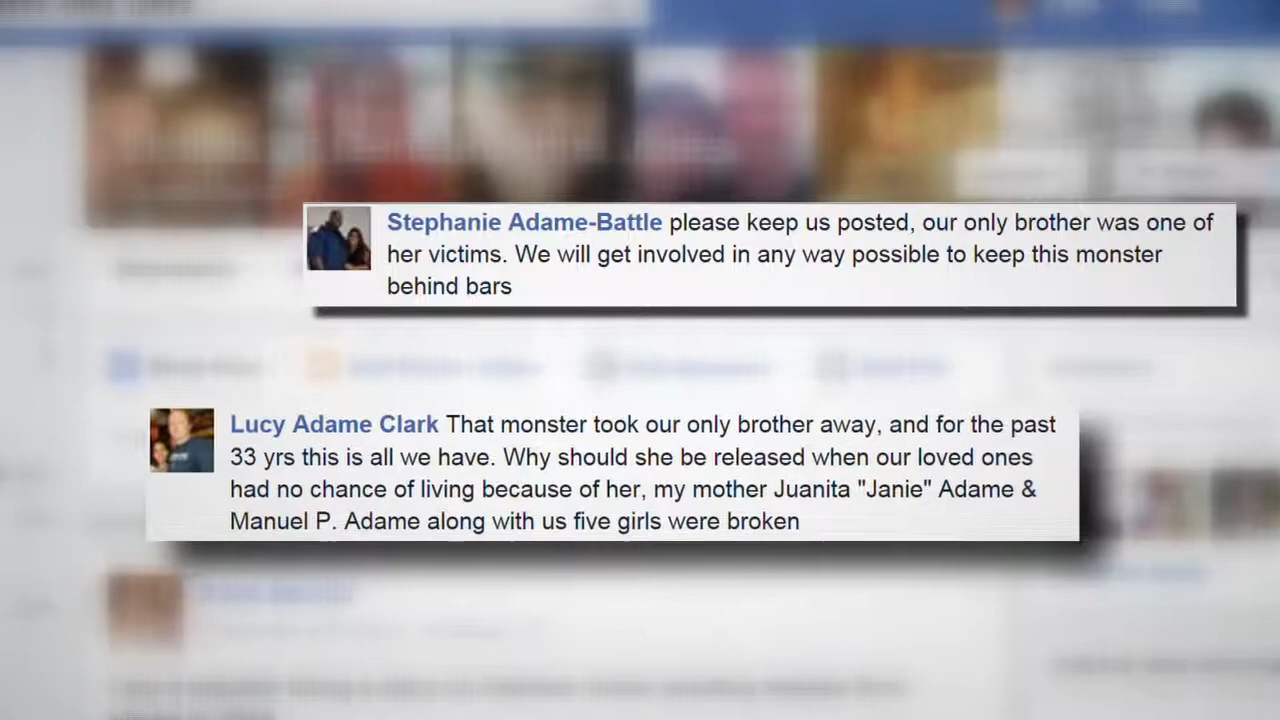 Stephanie Adame-Battle please keep us posted, our only brother was one of
her victims. We will get involved in any way possible to keep this monster
behind bars
Lucy Adame Clark That monster took our only brother away, and for the past
33 yrs this is all we have. Why should she be released when our loved ones
had no chance of living because of her, my mother Juanita "Janie" Adame &
Manuel P. Adame along with us five girls were broken